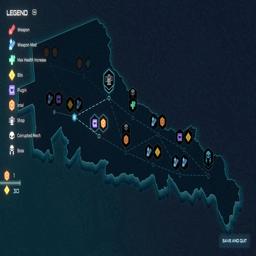 LEGEND
Weapon
Weapon Mod
Max Health Increase
Bits
Plugin
Intel
Shop
Corrupted Mech
Boss
1
30
SAVE AND QUIT